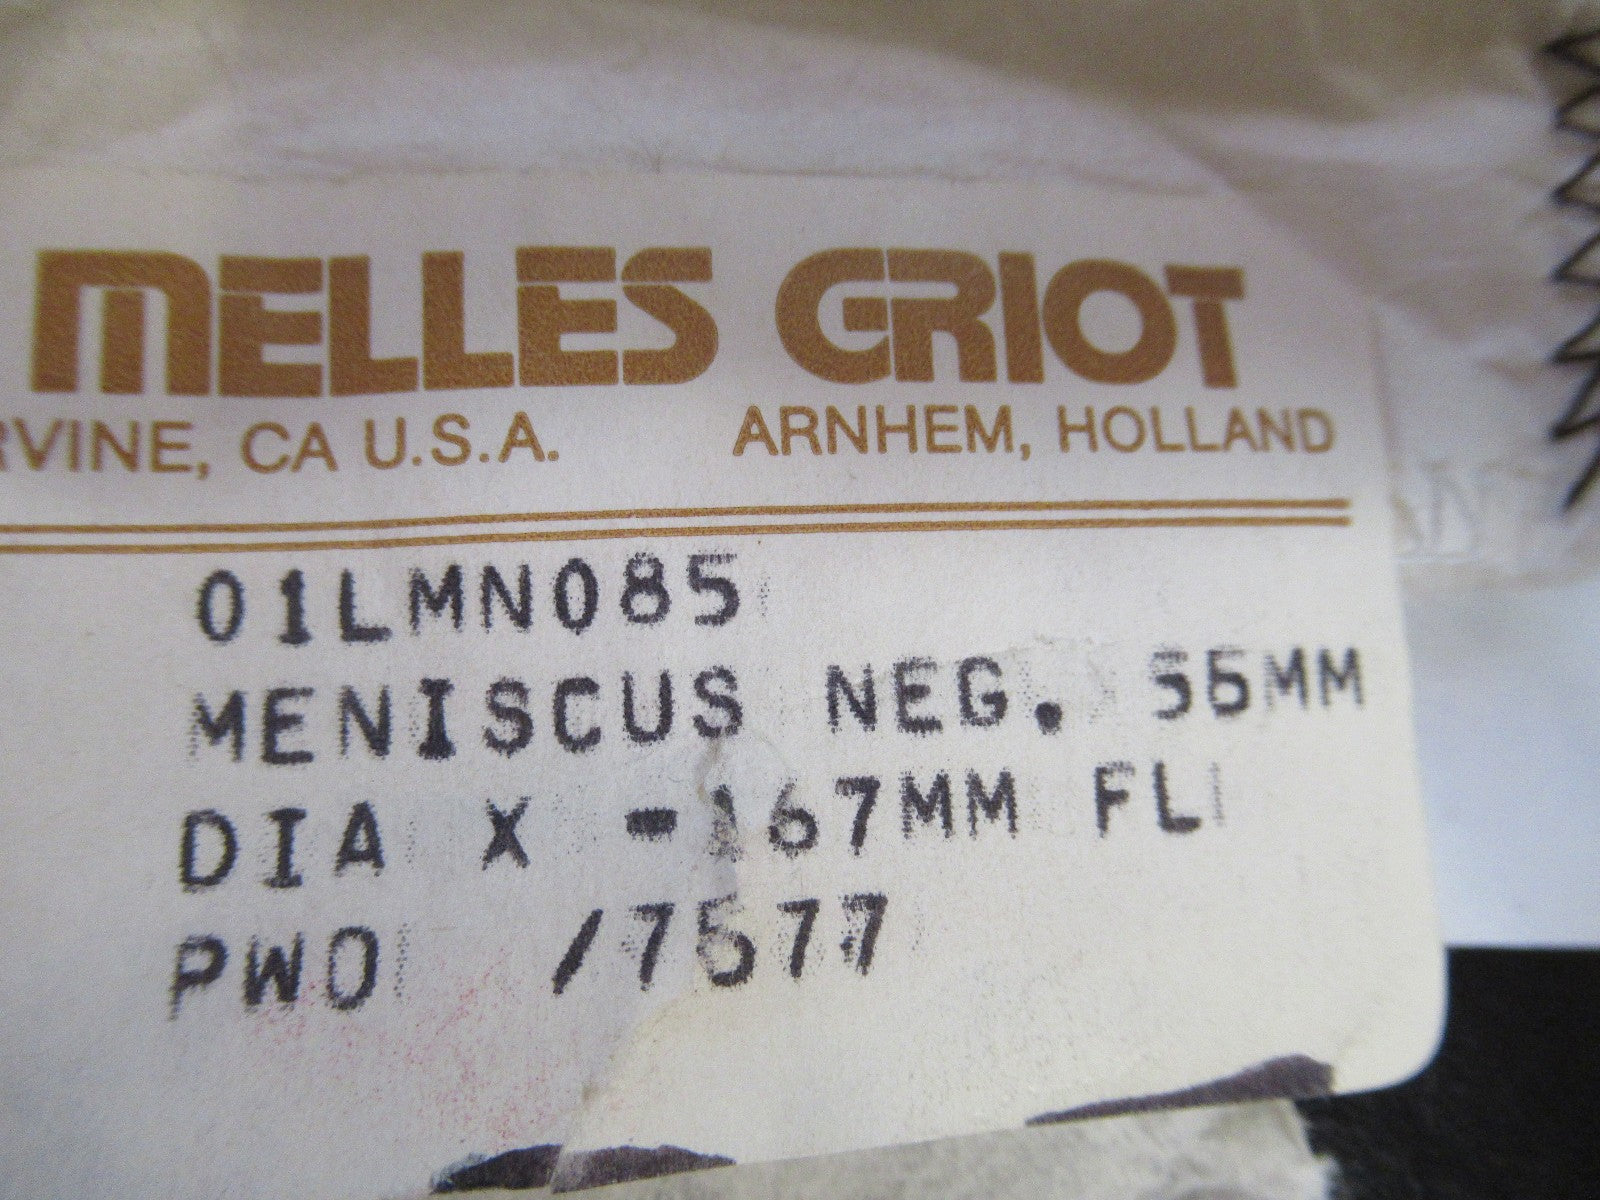 MELLES GRIOT
RVINE, CA U.S.A. ARNHEM, HOLLAND
01LMN085
MENISCUS NEG. 55MM
DIA X -167MM FL
PWO /7577